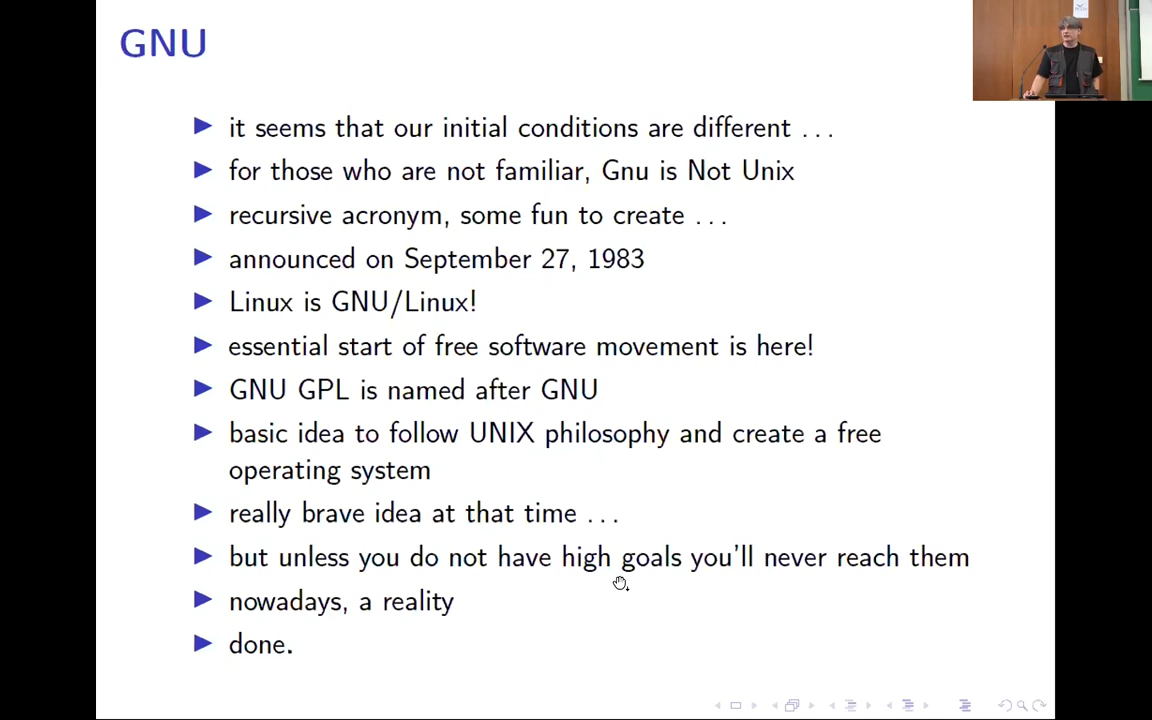 GNU
it seems that our initial conditions are different ...
for those who are not familiar, Gnu is Not Unix
recursive acronym, some fun to create ...
announced on September 27, 1983
Linux is GNU/Linux!
essential start of free software movement is here!
GNU GPL is named after GNU
basic idea to follow UNIX philosophy and create a free
operating system
really brave idea at that time ...
but unless you do not have high goals you'll never reach them
nowadays, a reality
done.